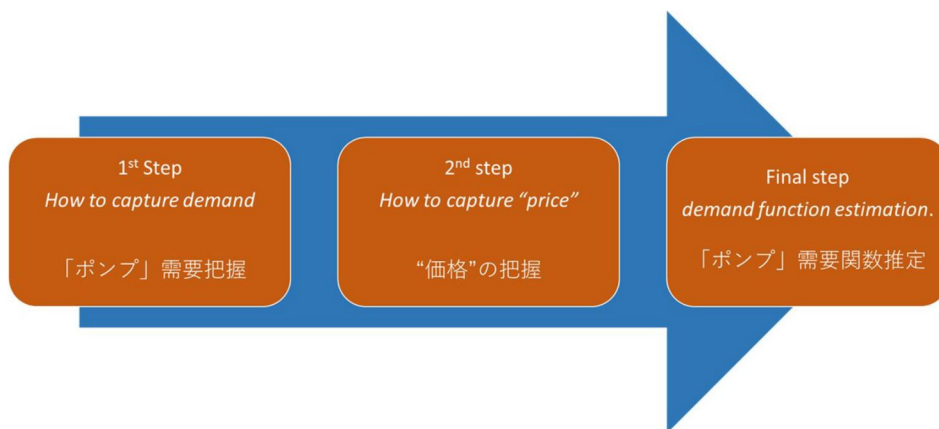 1st Step
How to capture demand
「ポンプ」需要把握
2nd step
How to capture “price”
“価格”の把握
Final step
demand function estimation.
「ポンプ」需要関数推定